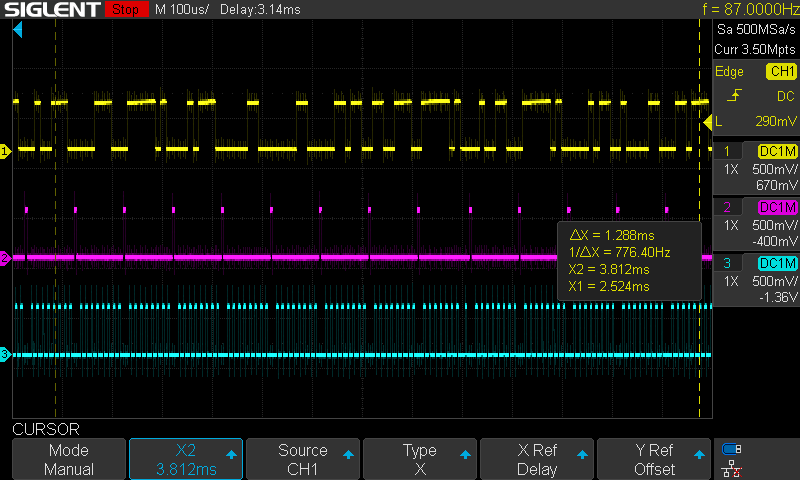 SIGLENT Stop M 100us/ Delay:3.14ms f = 87.0000Hz
Sa 500MSa/s
Curr 3.50Mpts
Edge CH1
DC
L 290mV
1 DC1M
1X 500mV/
670mV
2 DC1M
1X 500mV/
-400mV
3 DC1M
1X 500mV/
-1.36V
1
2
3
ΔX = 1.288ms
1/ΔX = 776.40Hz
X2 = 3.812ms
X1 = 2.524ms
CURSOR
Mode
Manual
X2
3.812ms
Source
CH1
Type
X
X Ref
Delay
Y Ref
Offset